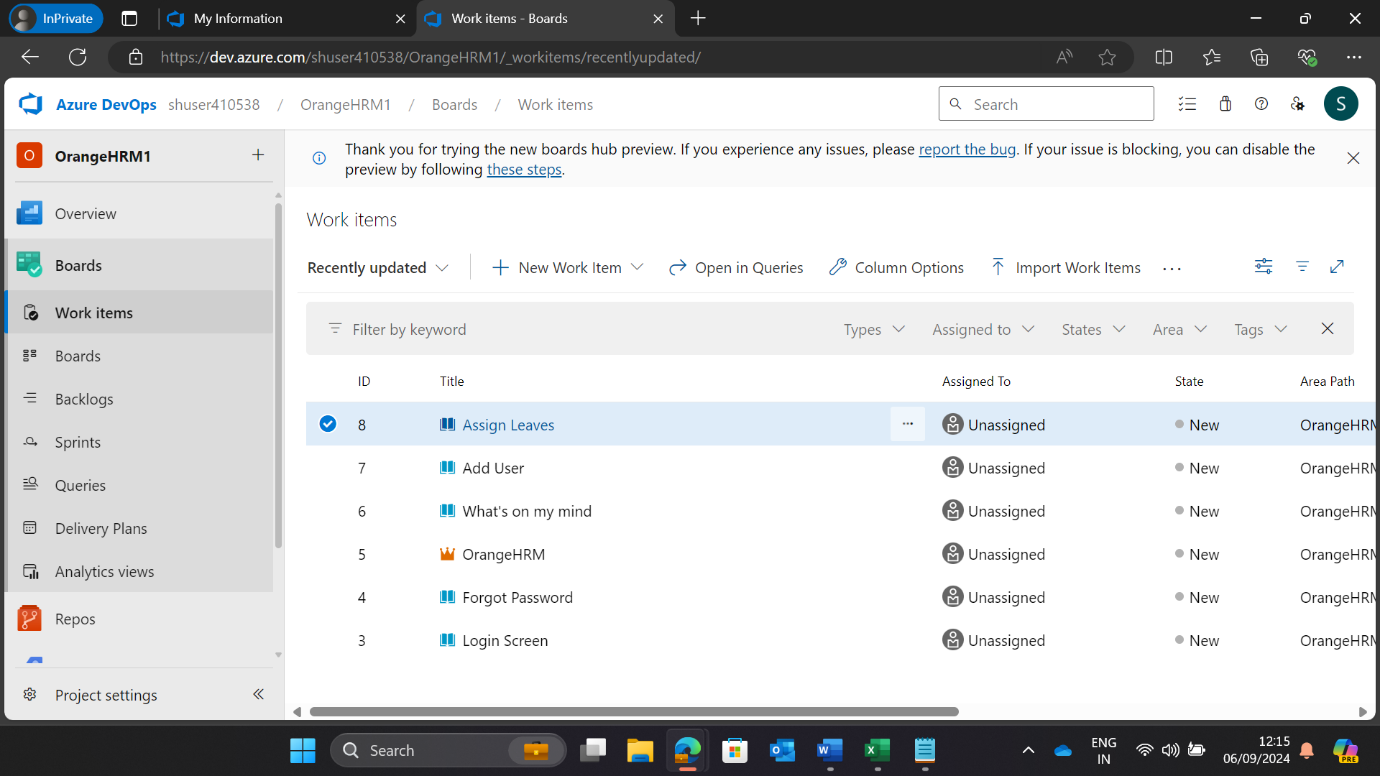 InPrivate
My Information
Work items - Boards
https://dev.azure.com/shuser410538/OrangeHRM1/_workitems/recentlyupdated/
Azure DevOps shuser410538 / OrangeHRM1 / Boards / Work items
Search
S
O OrangeHRM1
Thank you for trying the new boards hub preview. If you experience any issues, please report the bug. If your issue is blocking, you can disable the
preview by following these steps.
Overview
Boards
Work items
Boards
Backlogs
Sprints
Queries
Delivery Plans
Analytics views
Repos
Project settings
Work items
Recently updated
New Work Item
Open in Queries
Column Options
Import Work Items
Filter by keyword
Types
Assigned to
States
Area
Tags
ID Title Assigned To State Area Path
8 Assign Leaves Unassigned New OrangeHRM
7 Add User Unassigned New OrangeHRM
6 What's on my mind Unassigned New OrangeHRM
5 OrangeHRM Unassigned New OrangeHRM
4 Forgot Password Unassigned New OrangeHRM
3 Login Screen Unassigned New OrangeHRM
Search
ENG
IN
12:15
06/09/2024
PRE